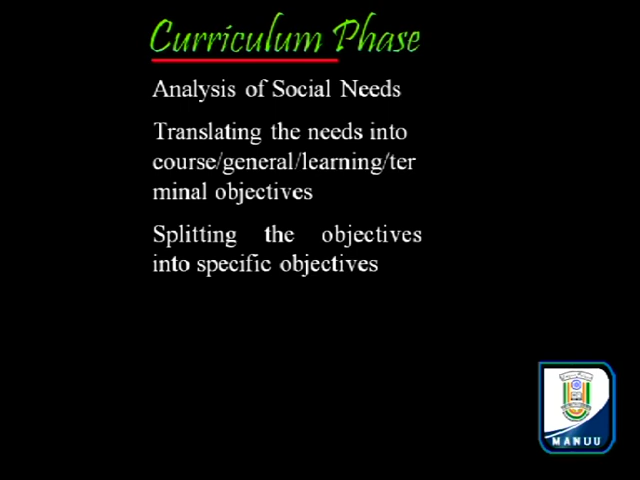 Curriculum Phase
Analysis of Social Needs
Translating the needs into
course/general/learning/ter
minal objectives
Splitting the objectives
into specific objectives
MANUU